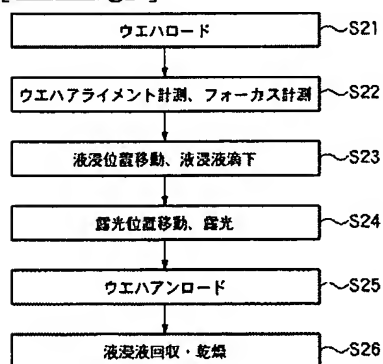 ウエハロード S21
ウエハアライメント計測、フォーカス計測 S22
液浸位置移動、液浸液滴下 S23
露光位置移動、露光 S24
ウエハアンロード S25
液浸液回収・乾燥 S26